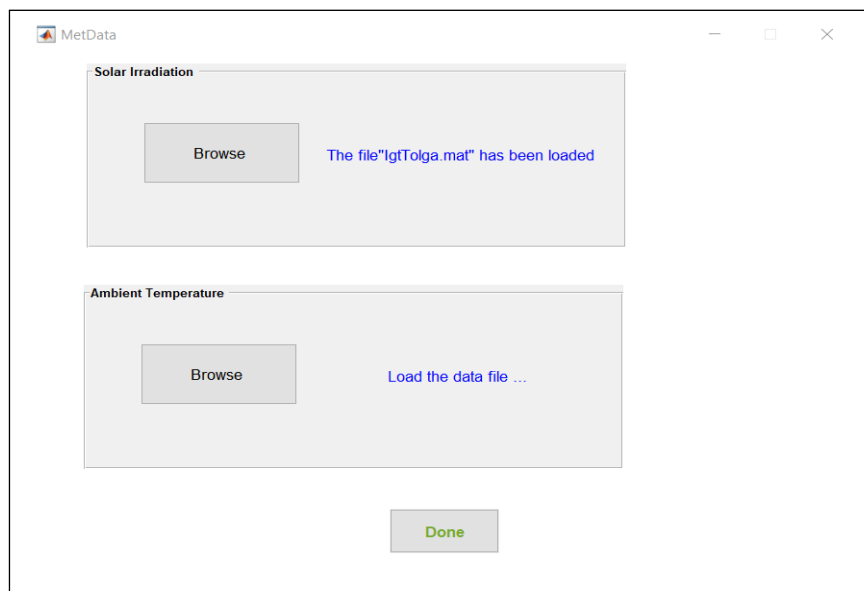 MetData
Solar Irradiation
Browse
The file"IgtTolga.mat" has been loaded
Ambient Temperature
Browse
Load the data file ...
Done